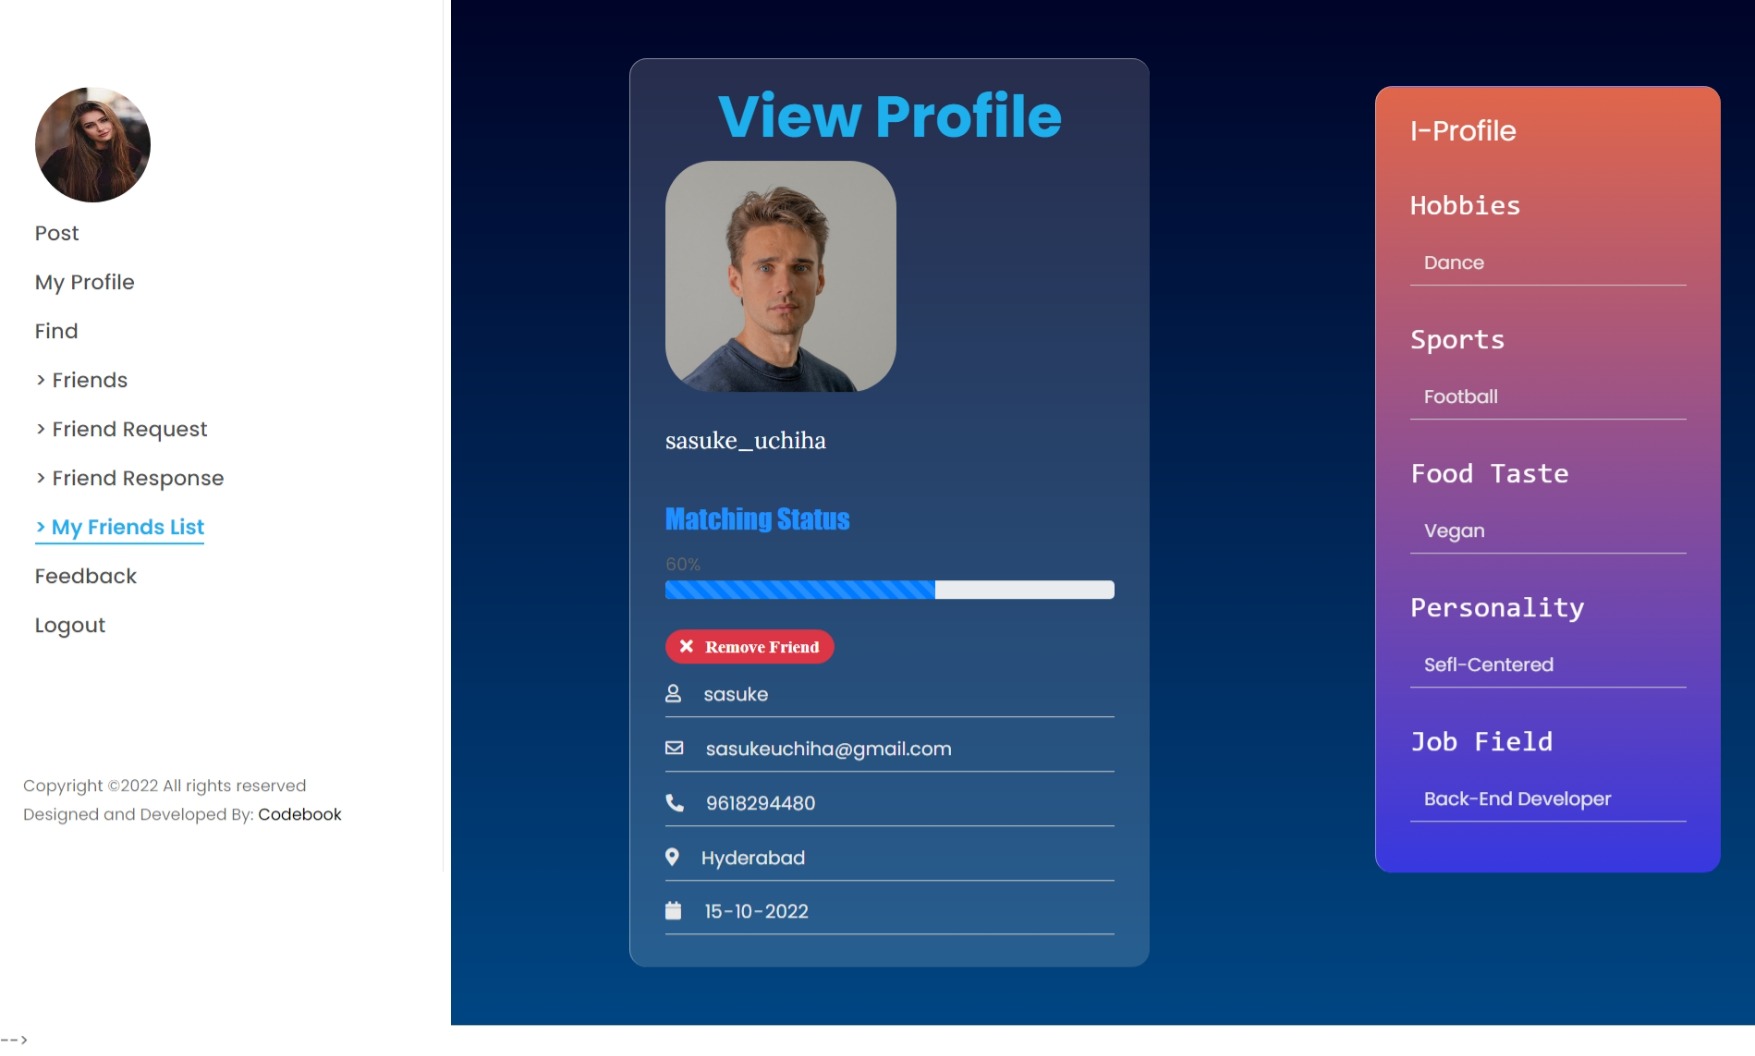 Post
My Profile
Find
> Friends
> Friend Request
> Friend Response
> My Friends List
Feedback
Logout
Copyright ©2022 All rights reserved
Designed and Developed By: Codebook
-->
View Profile
sasuke_uchiha
Matching Status
60%
Remove Friend
sasuke
sasukeuchiha@gmail.com
9618294480
Hyderabad
15-10-2022
I-Profile
Hobbies
Dance
Sports
Football
Food Taste
Vegan
Personality
Sefl-Centered
Job Field
Back-End Developer